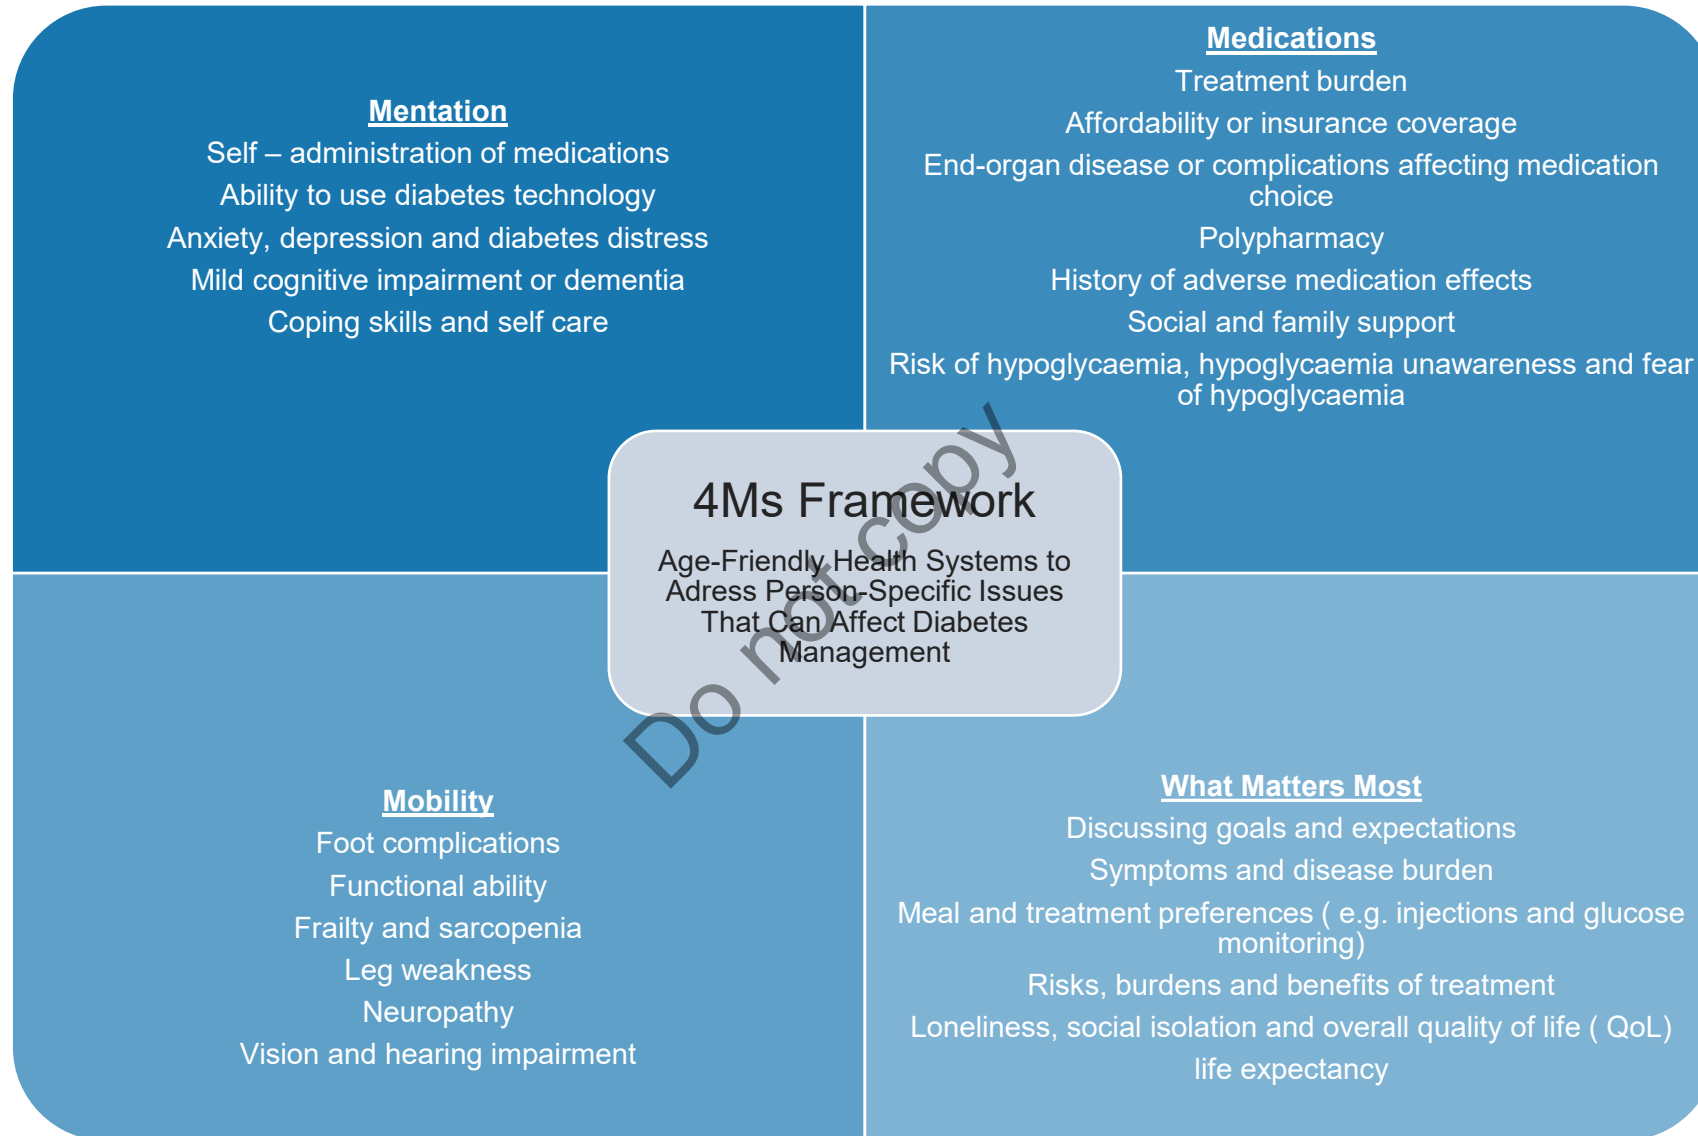 Mentation
Self – administration of medications
Ability to use diabetes technology
Anxiety, depression and diabetes distress
Mild cognitive impairment or dementia
Coping skills and self care
Medications
Treatment burden
Affordability or insurance coverage
End-organ disease or complications affecting medication
choice
Polypharmacy
History of adverse medication effects
Social and family support
Risk of hypoglycaemia, hypoglycaemia unawareness and fear
of hypoglycaemia
4Ms Framework
Age-Friendly Health Systems to
Adress Person-Specific Issues
That Can Affect Diabetes
Management
Do not copy
Mobility
Foot complications
Functional ability
Frailty and sarcopenia
Leg weakness
Neuropathy
Vision and hearing impairment
What Matters Most
Discussing goals and expectations
Symptoms and disease burden
Meal and treatment preferences ( e.g. injections and glucose
monitoring)
Risks, burdens and benefits of treatment
Loneliness, social isolation and overall quality of life ( QoL)
life expectancy